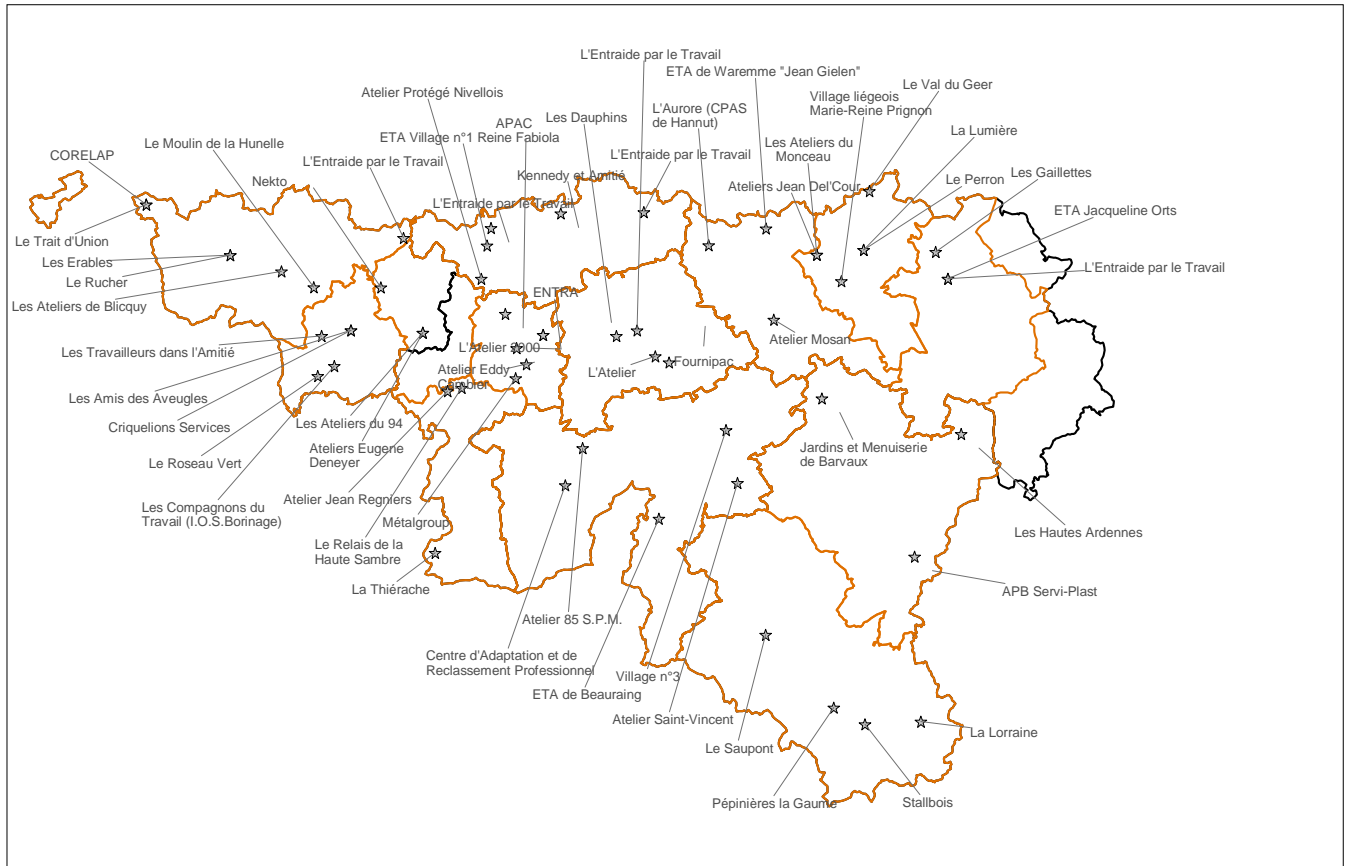 L'Entraide par le Travail
ETA de Waremme "Jean Gielen"
Le Val du Geer
Atelier Protégé Nivellois
Village liégeois
Marie-Reine Prignon
L'Aurore (CPAS
de Hannut)
Les Dauphins
APAC
La Lumière
ETA Village n°1 Reine Fabiola
Le Moulin de la Hunelle
Les Ateliers du
Monceau
CORELAP
L'Entraide par le Travail
L'Entraide par le Travail
Les Gaillettes
Nekto
Kennedy et Amitié
Le Perron
Ateliers Jean Del'Cour
L'Entraide par le Travail
ETA Jacqueline Orts
Le Trait d'Union
Les Erables
L'Entraide par le Travail
Le Rucher
ENTRA
Les Ateliers de Blicquy
Atelier Mosan
L'Atelier 2000
Les Travailleurs dans l'Amitié
Fournipac
L'Atelier
Atelier Eddy
Cambier
Les Amis des Aveugles
Les Ateliers du 94
Criquelions Services
Ateliers Eugene
Deneyer
Jardins et Menuiserie
de Barvaux
Le Roseau Vert
Atelier Jean Regniers
Les Compagnons du
Travail (I.O.S.Borinage)
Métalgroup
Les Hautes Ardennes
Le Relais de la
Haute Sambre
La Thiérache
APB Servi-Plast
Atelier 85 S.P.M.
Centre d'Adaptation et de
Reclassement Professionnel
Village n°3
ETA de Beauraing
Atelier Saint-Vincent
La Lorraine
Le Saupont
Pépinières la Gaume
Stallbois